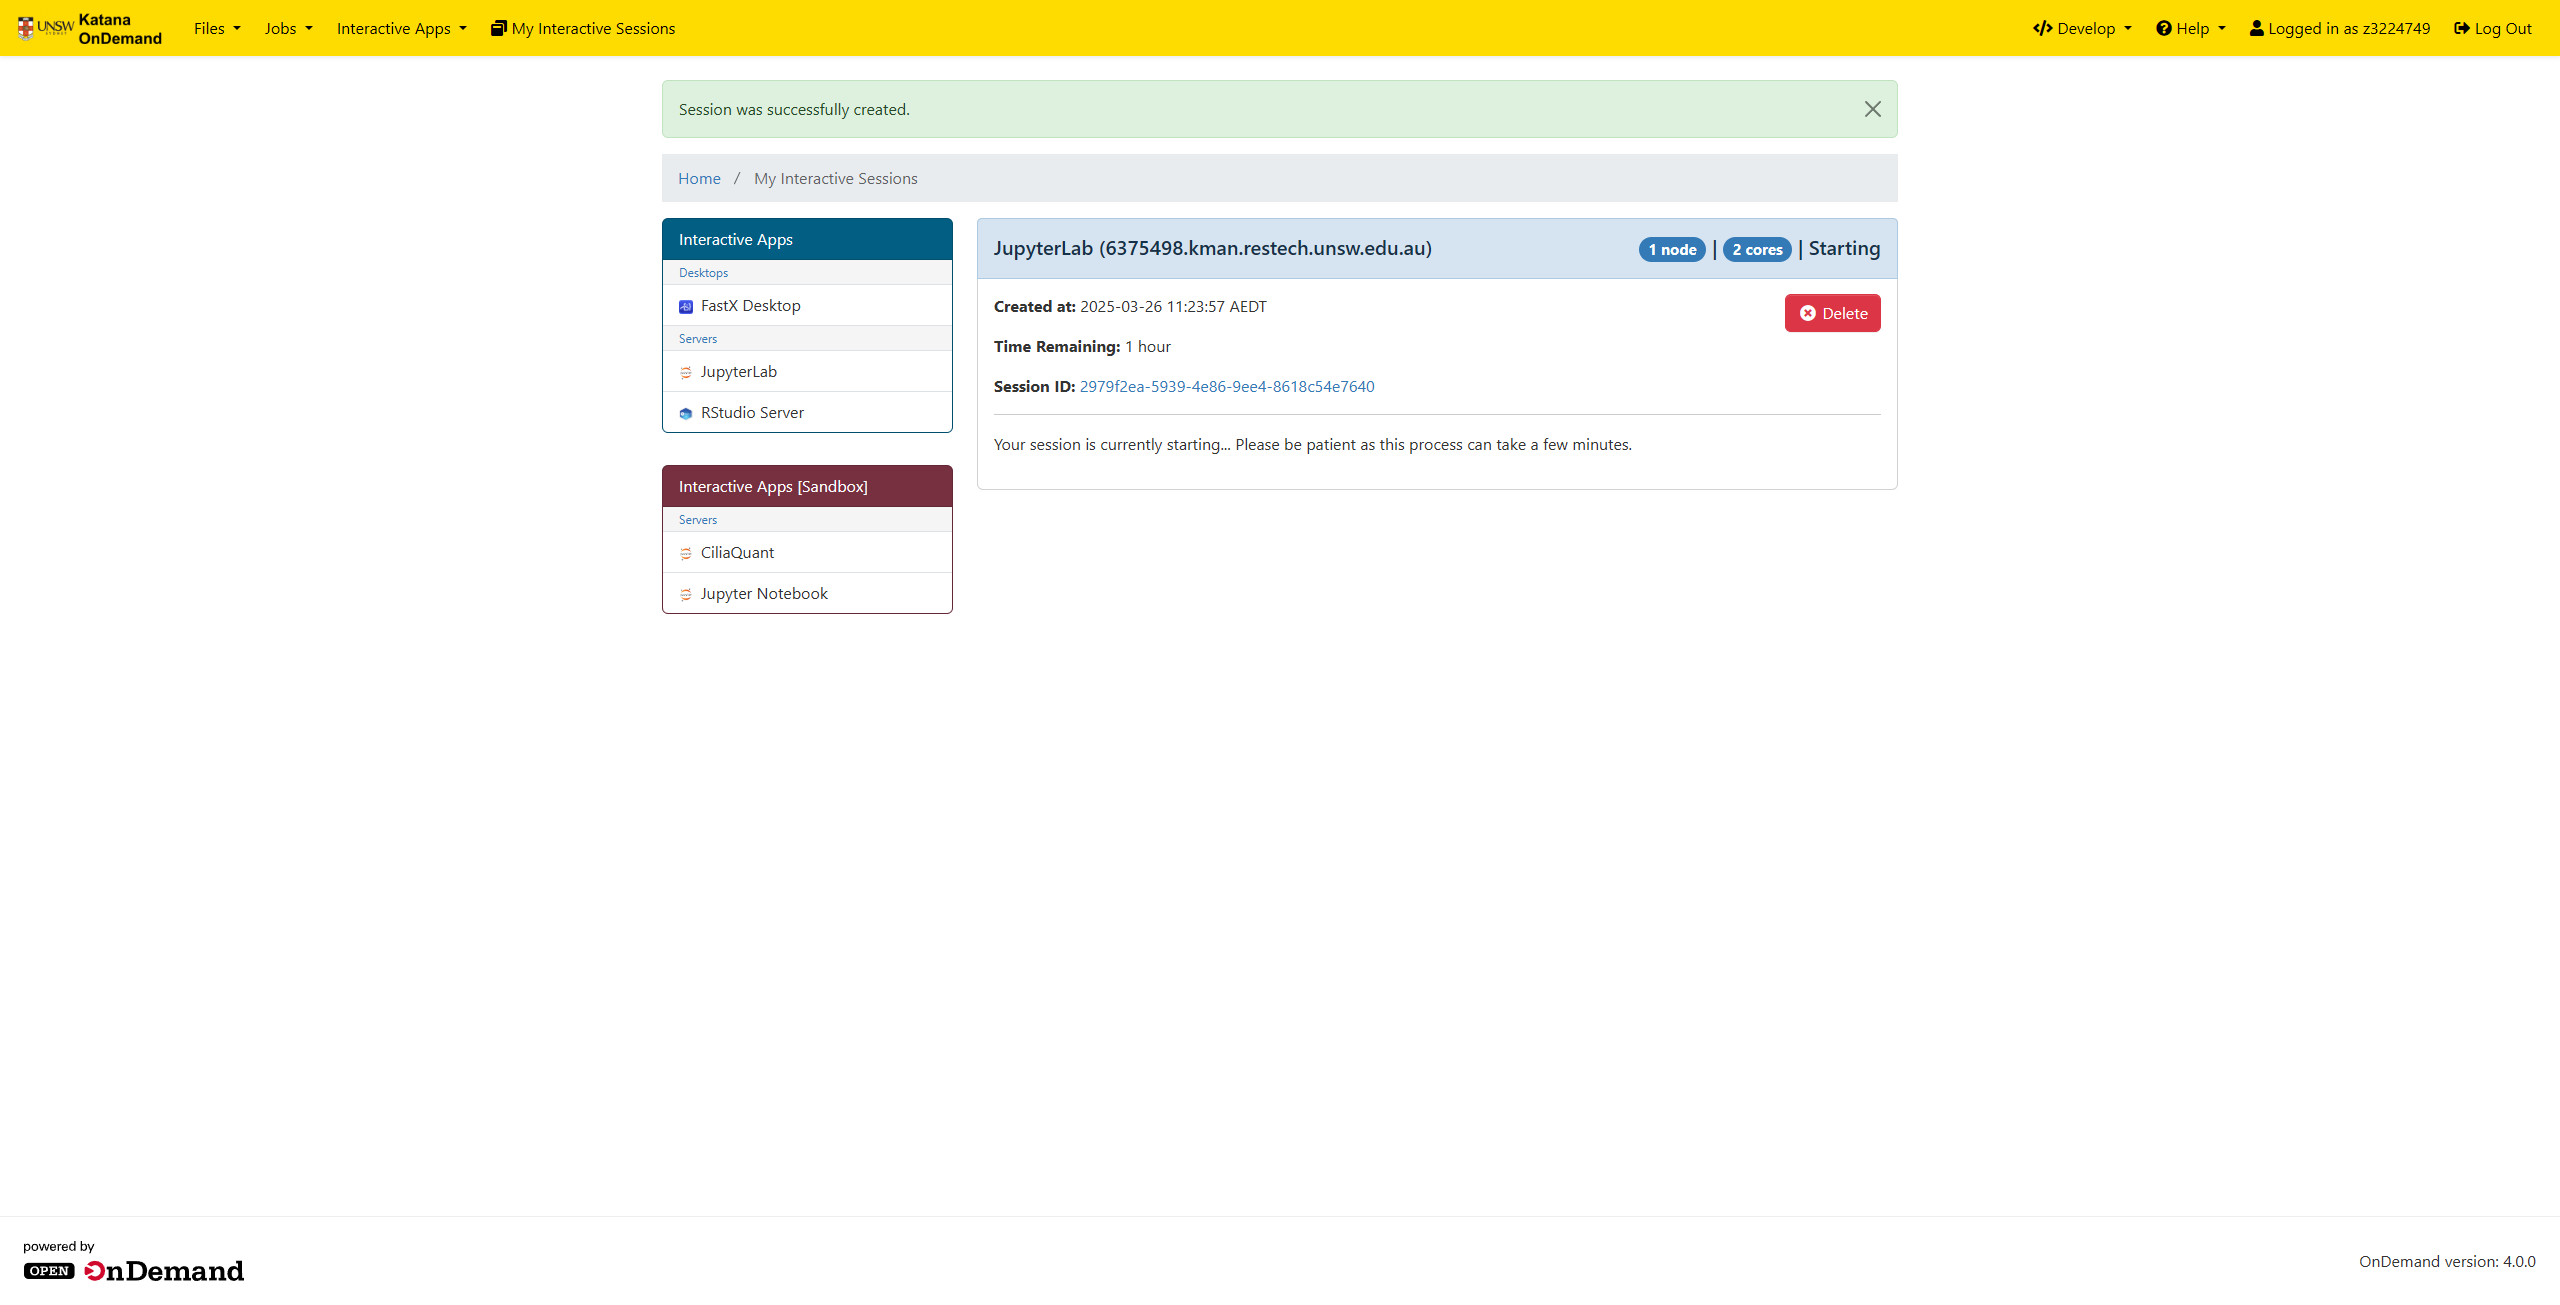 UNSW
SYDNEY
Katana
OnDemand
Files
Jobs
Interactive Apps
My Interactive Sessions
Develop
Help
Logged in as z3224749
Log Out
Session was successfully created.
Home / My Interactive Sessions
Interactive Apps
Desktops
FastX Desktop
Servers
JupyterLab
RStudio Server
Interactive Apps [Sandbox]
Servers
CiliaQuant
Jupyter Notebook
JupyterLab (6375498.kman.restech.unsw.edu.au)
1 node | 2 cores | Starting
Created at: 2025-03-26 11:23:57 AEDT
Delete
Time Remaining: 1 hour
Session ID: 2979f2ea-5939-4e86-9ee4-8618c54e7640
Your session is currently starting... Please be patient as this process can take a few minutes.
powered by
OPEN OnDemand
OnDemand version: 4.0.0